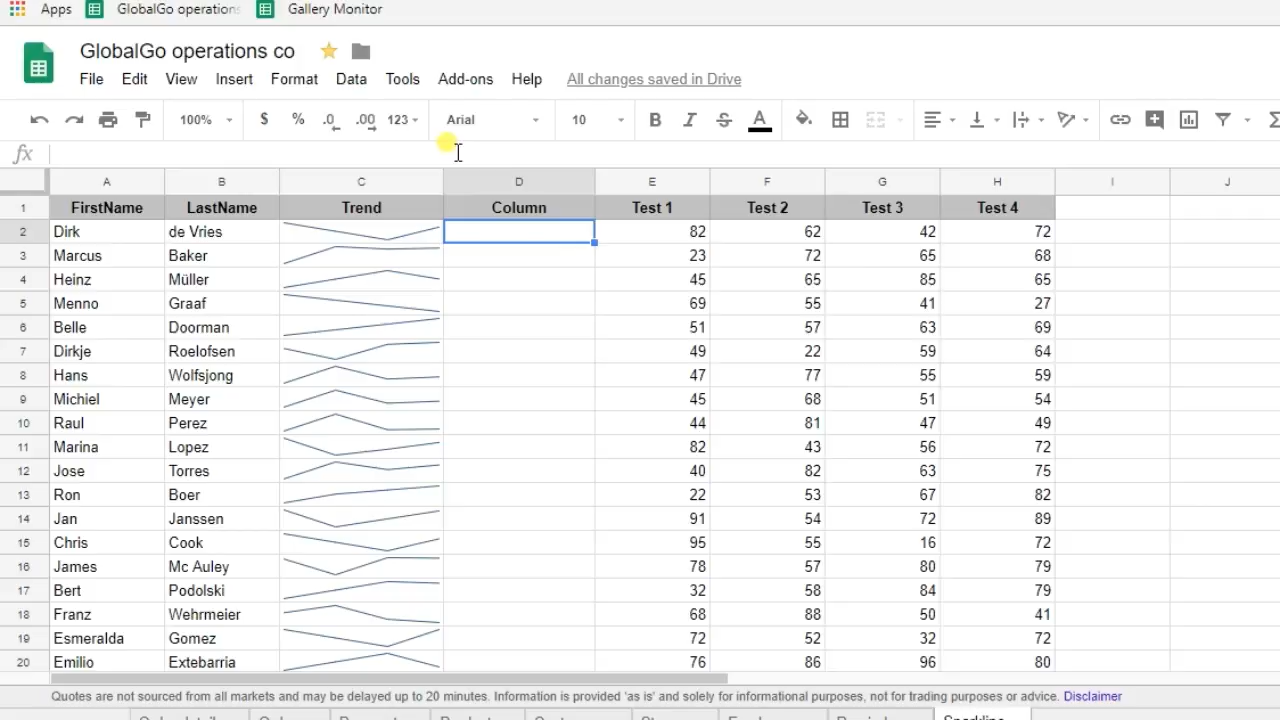 Apps GlobalGo operations Gallery Monitor
GlobalGo operations co
File Edit View Insert Format Data Tools Add-ons Help All changes saved in Drive
100% $ % .0 .00 123 Arial 10 B I S A Σ
fx
A B C D E F G H I J
1 FirstName LastName Trend Column Test 1 Test 2 Test 3 Test 4
2 Dirk de Vries 82 62 42 72
3 Marcus Baker 23 72 65 68
4 Heinz Müller 45 65 85 65
5 Menno Graaf 69 55 41 27
6 Belle Doorman 51 57 63 69
7 Dirkje Roelofsen 49 22 59 64
8 Hans Wolfsjong 47 77 55 59
9 Michiel Meyer 45 68 51 54
10 Raul Perez 44 81 47 49
11 Marina Lopez 82 43 56 72
12 Jose Torres 40 82 63 75
13 Ron Boer 22 53 67 82
14 Jan Janssen 91 54 72 89
15 Chris Cook 95 55 16 72
16 James Mc Auley 78 57 80 79
17 Bert Podolski 32 58 84 79
18 Franz Wehrmeier 68 88 50 41
19 Esmeralda Gomez 72 52 32 72
20 Emilio Extebarria 76 86 96 80
Quotes are not sourced from all markets and may be delayed up to 20 minutes. Information is provided 'as is' and solely for informational purposes, not for trading purposes or advice. Disclaimer